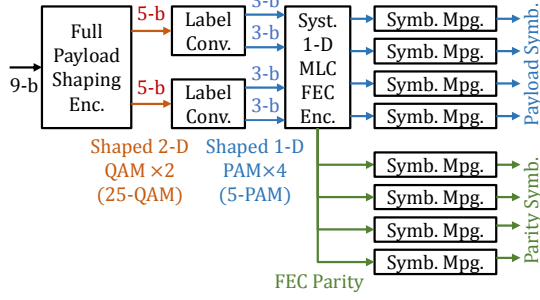 9-b
Full
Payload
Shaping
Enc.
5-b
5-b
Label
Conv.
Label
Conv.
3-b
3-b
3-b
3-b
Syst.
1-D
MLC
FEC
Enc.
Symb. Mpg.
Symb. Mpg.
Symb. Mpg.
Symb. Mpg.
Payload Symb.
Shaped 2-D
QAM ×2
(25-QAM)
Shaped 1-D
PAM×4
(5-PAM)
Symb. Mpg.
Symb. Mpg.
Symb. Mpg.
Symb. Mpg.
Parity Symb.
FEC Parity